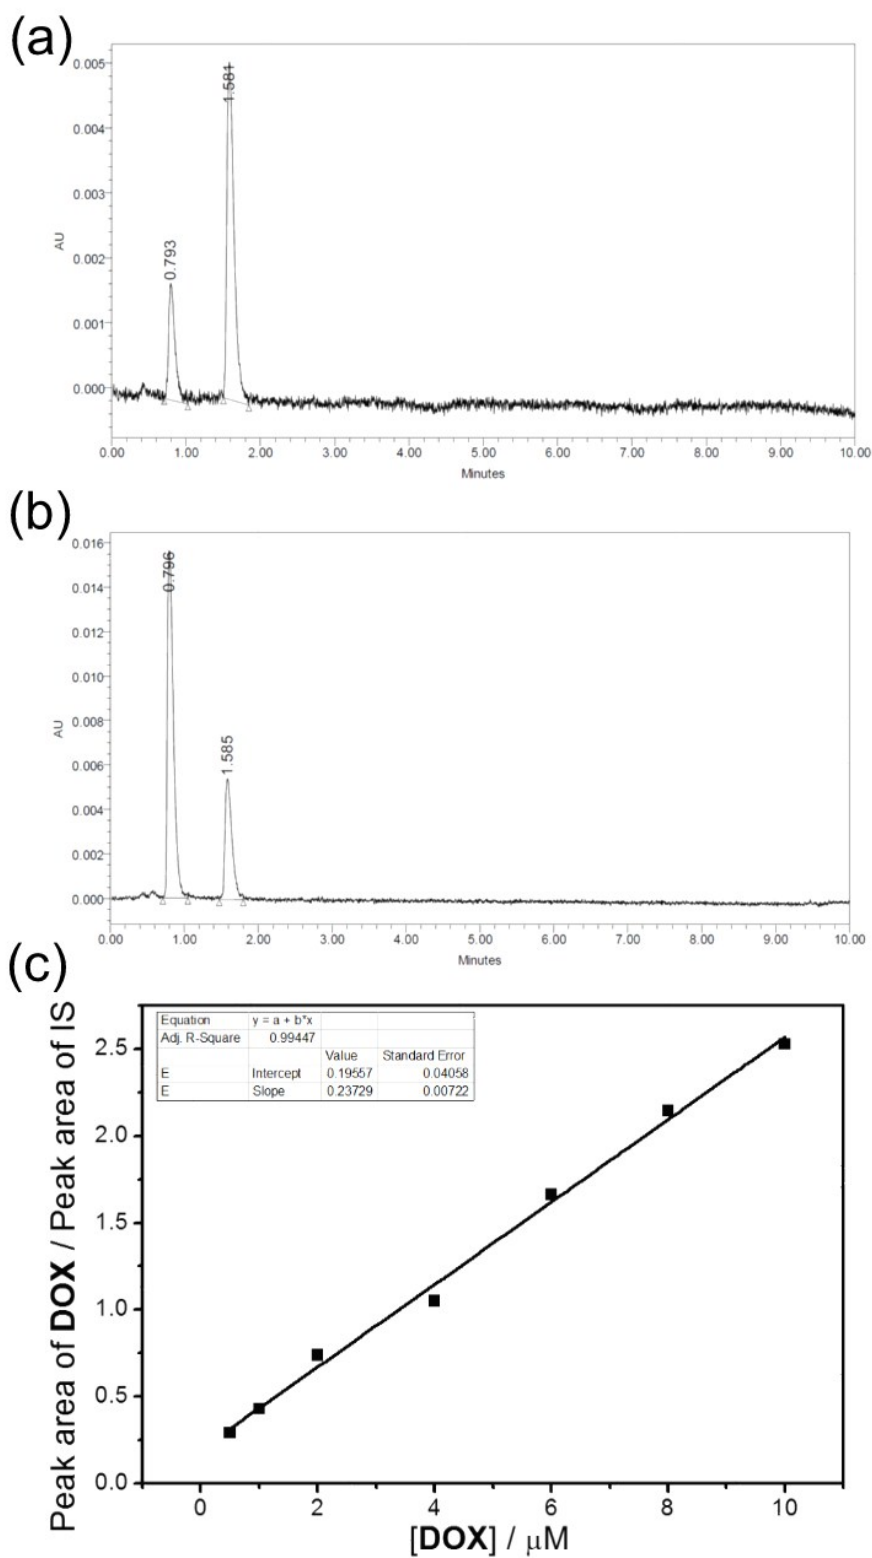 (a)
0.005
0.004
0.003
0.002
0.001
0.000
AU
0.793
1.581
0.00 1.00 2.00 3.00 4.00 5.00 6.00 7.00 8.00 9.00 10.00
Minutes
(b)
0.016
0.014
0.012
0.010
0.008
0.006
0.004
0.002
0.000
AU
0.796
1.585
0.00 1.00 2.00 3.00 4.00 5.00 6.00 7.00 8.00 9.00 10.00
Minutes
(c)
Peak area of DOX / Peak area of IS
Equation y = a + b*x
Adj. R-Square 0.99447
Value Standard Error
E Intercept 0.19557 0.04058
E Slope 0.23729 0.00722
2.5
2.0
1.5
1.0
0.5
0.0
0 2 4 6 8 10
[DOX] / μM